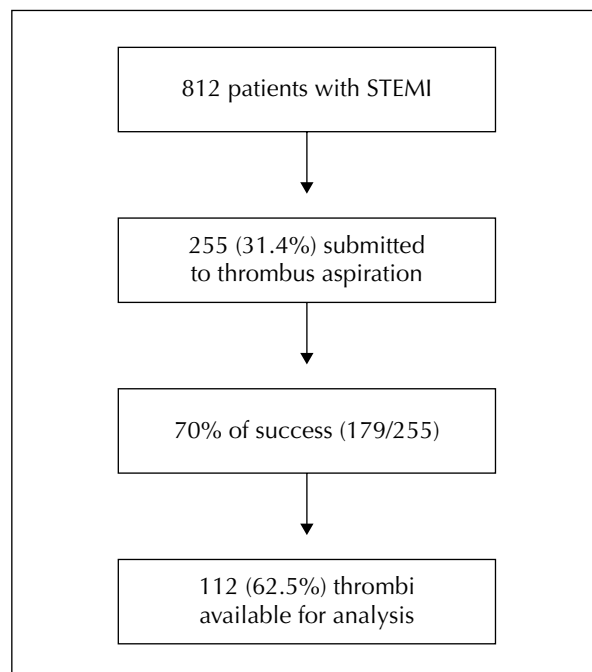 812 patients with STEMI
255 (31.4%) submitted
to thrombus aspiration
70% of success (179/255)
112 (62.5%) thrombi
available for analysis